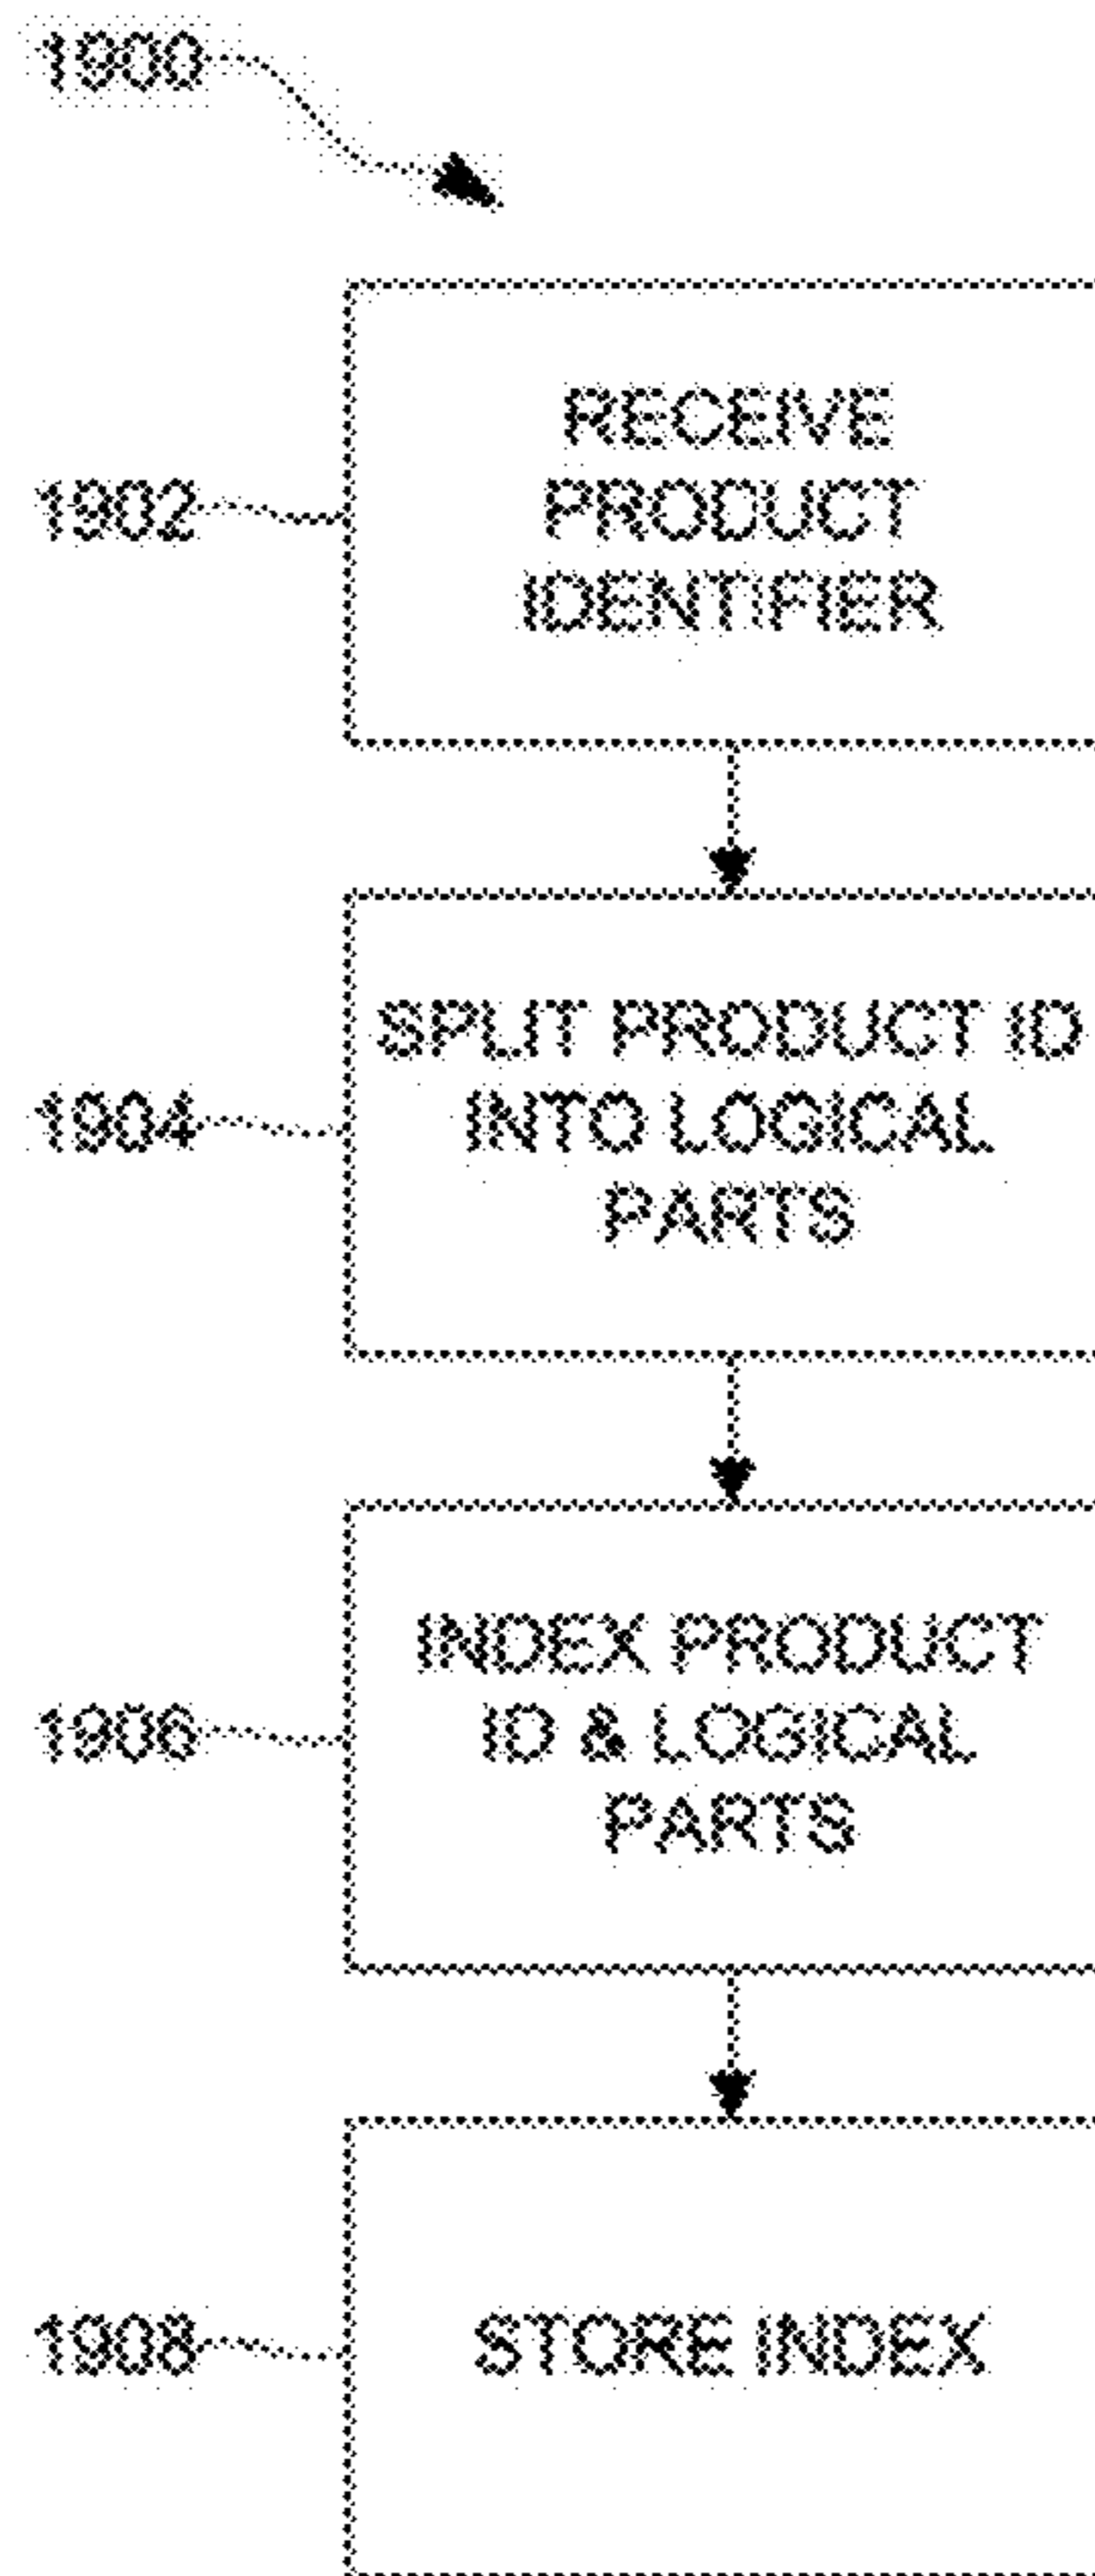 1900
1902
RECEIVE
PRODUCT
IDENTIFIER
1904
SPLIT PRODUCT ID
INTO LOGICAL
PARTS
1906
INDEX PRODUCT
ID & LOGICAL
PARTS
1908
STORE INDEX